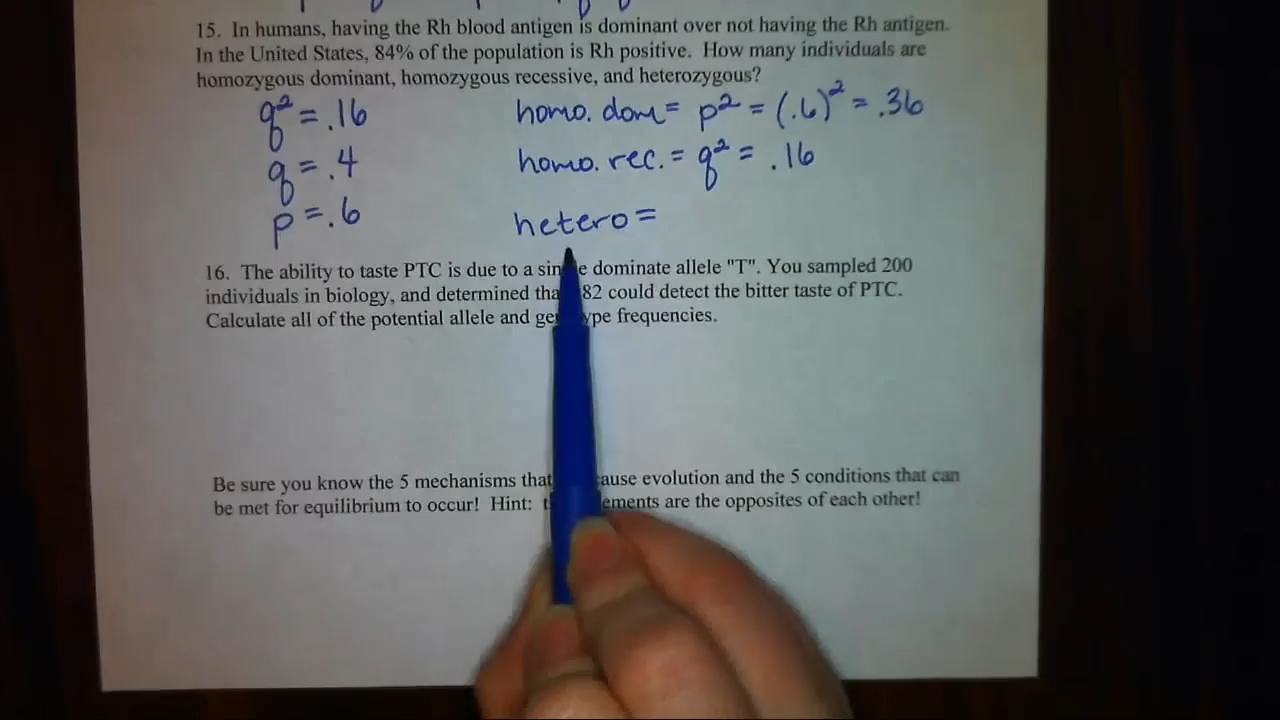 15. In humans, having the Rh blood antigen is dominant over not having the Rh antigen.
In the United States, 84% of the population is Rh positive. How many individuals are
homozygous dominant, homozygous recessive, and heterozygous?
q² = .16
homo. dom = p² = (.6)² = .36
q = .4
homo. rec. = q² = .16
p = .6
hetero =
16. The ability to taste PTC is due to a dominate allele "T". You sampled 200
individuals in biology, and determined 82 could detect the bitter taste of PTC.
Calculate all of the potential allele and frequencies.
Be sure you know the 5 mechanisms that cause evolution and the 5 conditions that can
be met for equilibrium to occur! Hint: are the opposites of each other!